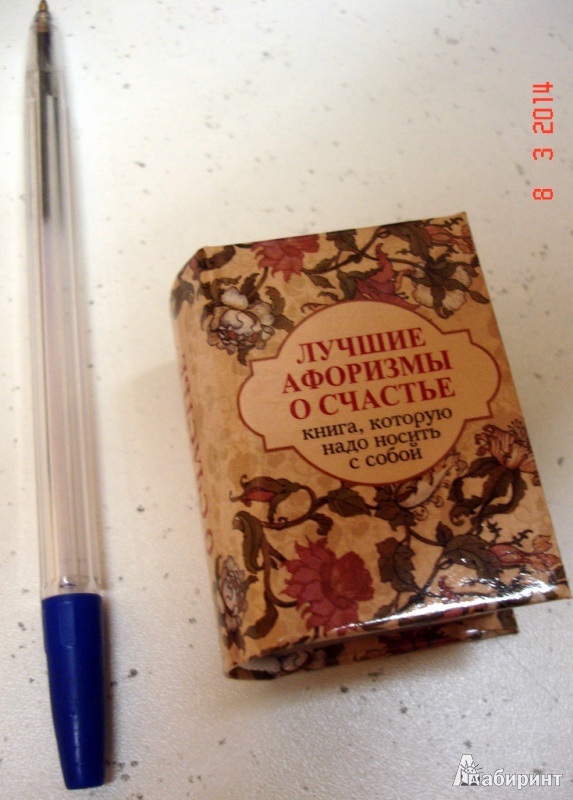 8 3 2014
ЛУЧШИЕ
АФОРИЗМЫ
О СЧАСТЬЕ
книга, которую
надо носить
с собой
Лабиринт